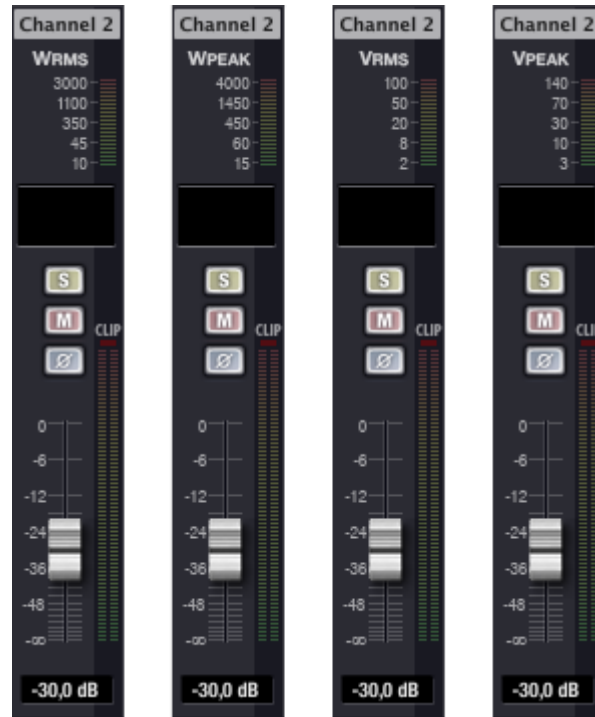 Channel 2
WRMS
3000
1100
350
45
10
S
M
Ø
CLIP
0
-6
-12
-24
-36
-48
-∞
-30,0 dB
Channel 2
WPEAK
4000
1450
450
60
15
S
M
Ø
CLIP
0
-6
-12
-24
-36
-48
-∞
-30,0 dB
Channel 2
VRMS
100
50
20
8
2
S
M
Ø
CLIP
0
-6
-12
-24
-36
-48
-∞
-30,0 dB
Channel 2
VPEAK
140
70
30
10
3
S
M
Ø
CLI
0
-6
-12
-24
-36
-48
-∞
-30,0 dB